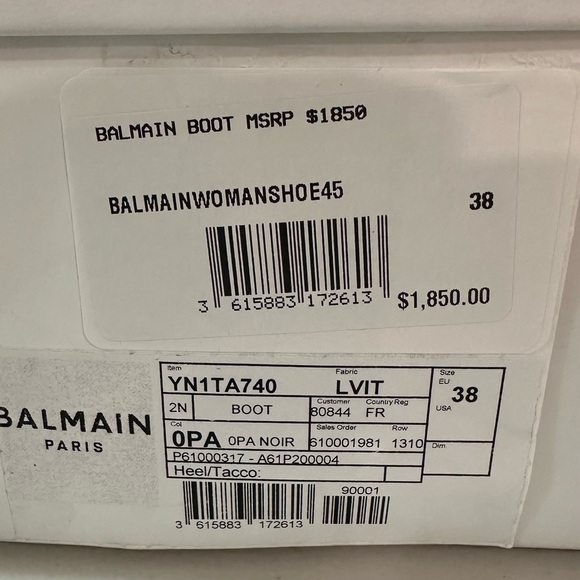 BALMAIN BOOT MSRP $1850
BALMAINWOMANSHOE45 38
3 615883 172613 $1,850.00
BALMAIN
PARIS
Item Fabric Size
YN1TA740 LVIT EU 38
2N BOOT Customer Country Reg USA
80844 FR
Col Sales Order Row Dim
0PA 0PA NOIR 610001981 1310
P61000317 - A61P200004
Heel/Tacco:
90001
3 615883 172613